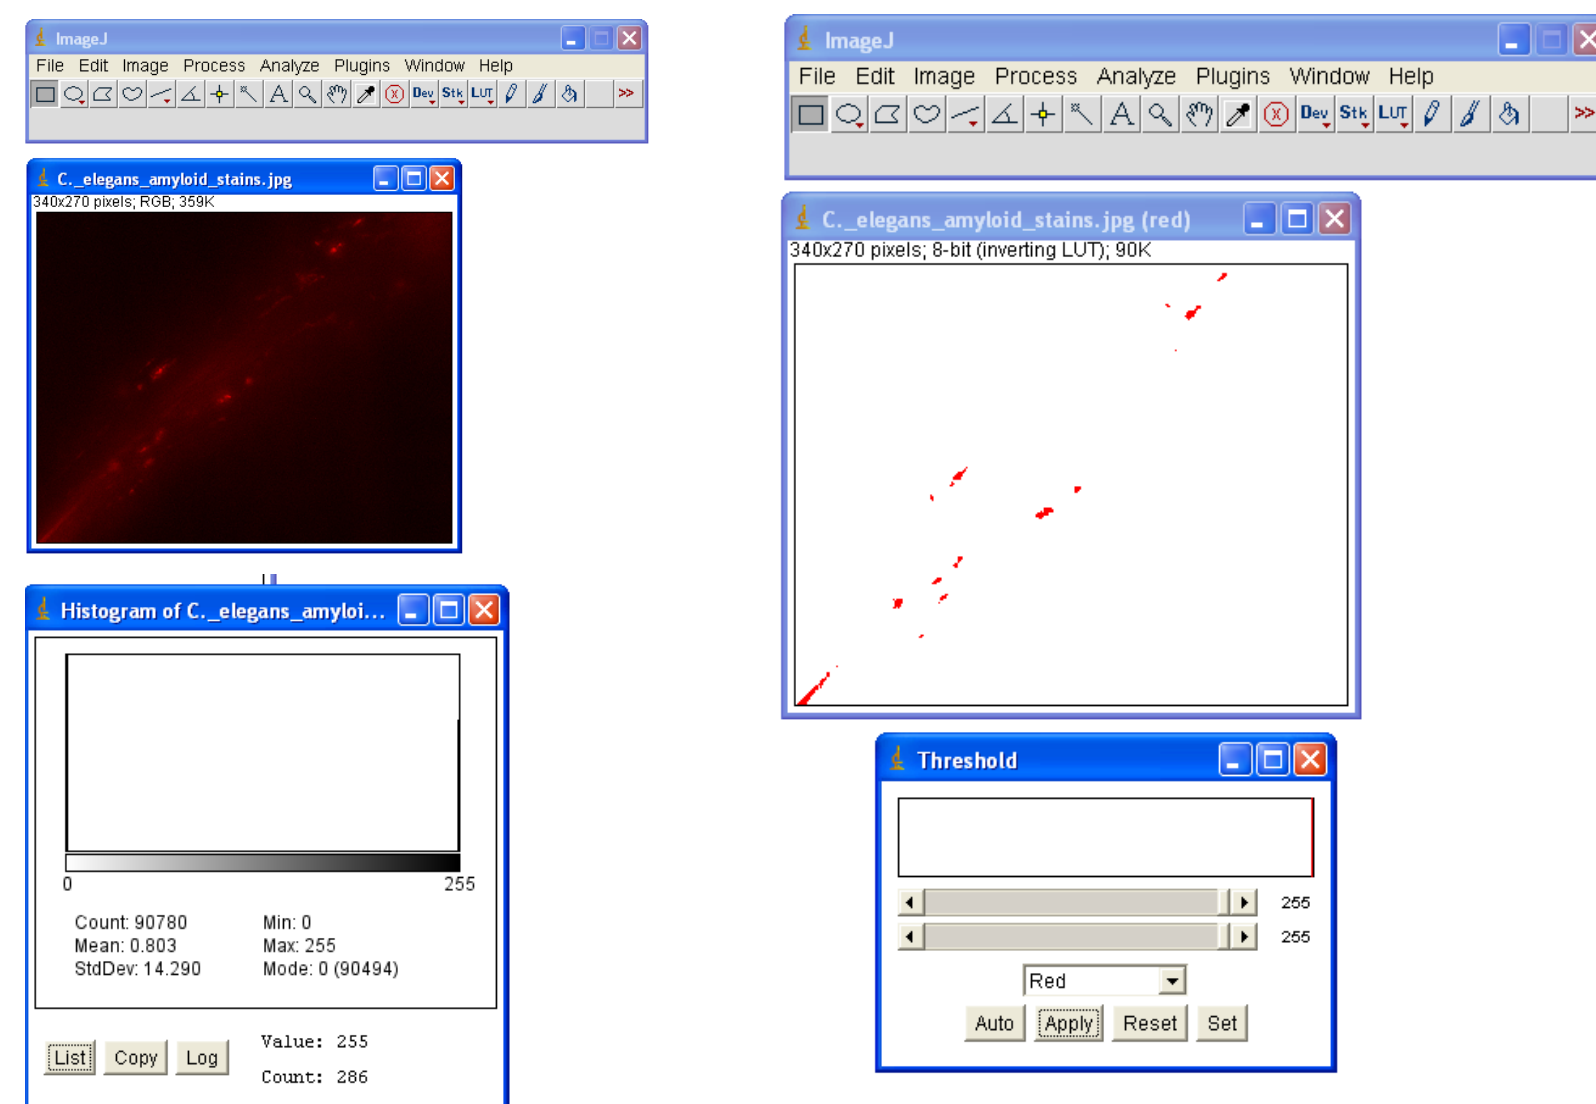 ImageJ
File Edit Image Process Analyze Plugins Window Help
A Dev Stk LUT >>
C._elegans_amyloid_stains.jpg
340x270 pixels; RGB; 359K
Histogram of C._elegans_amyloi...
0 255
Count: 90780 Min: 0
Mean: 0.803 Max: 255
StdDev: 14.290 Mode: 0 (90494)
List Copy Log Value: 255
Count: 286
ImageJ
File Edit Image Process Analyze Plugins Window Help
A Dev Stk LUT >>
C._elegans_amyloid_stains.jpg (red)
340x270 pixels; 8-bit (inverting LUT); 90K
Threshold
255
255
Red
Auto Apply Reset Set